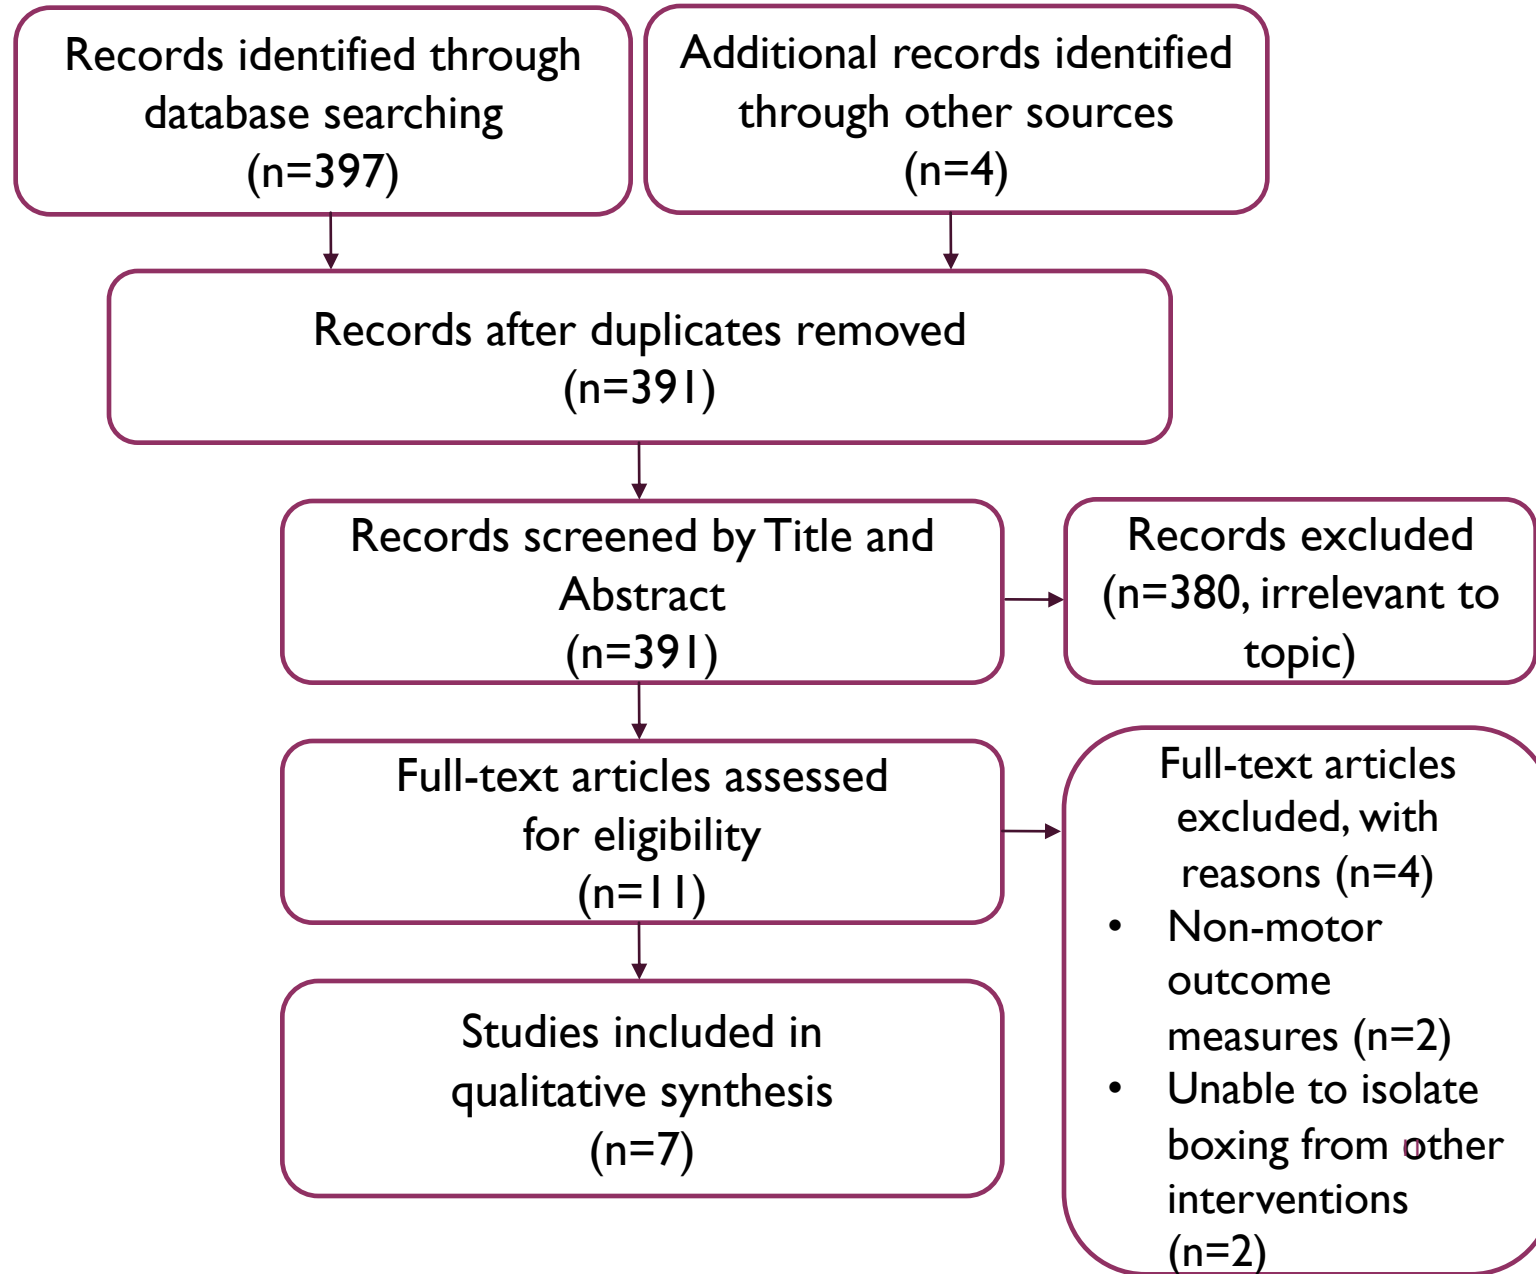 Records identified through
database searching
(n=397)
Additional records identified
through other sources
(n=4)
Records after duplicates removed
(n=391)
Records screened by Title and
Abstract
(n=391)
Records excluded
(n=380, irrelevant to
topic)
Full-text articles assessed
for eligibility
(n=11)
Full-text articles
excluded, with
reasons (n=4)
• Non-motor
outcome
measures (n=2)
• Unable to isolate
boxing from other
interventions
(n=2)
Studies included in
qualitative synthesis
(n=7)